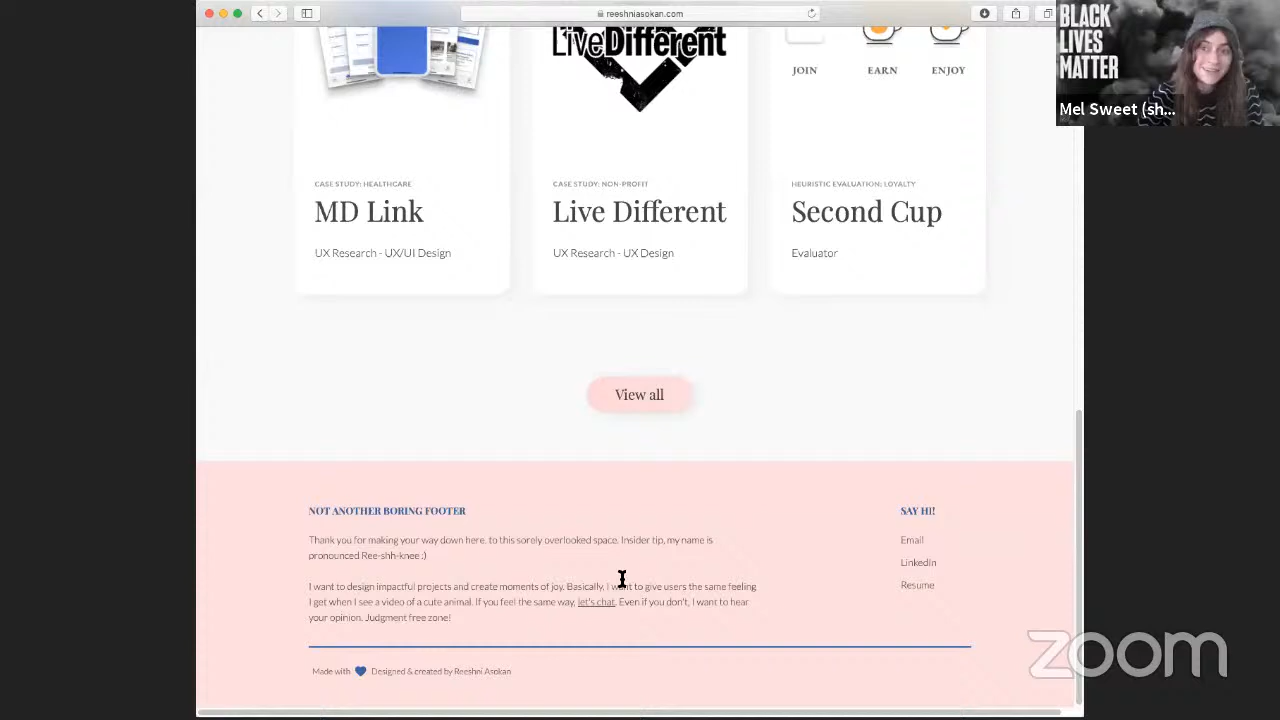 reeshniasokan.com
BLACK
LIVES
MATTER
Mel Sweet (sh...
LiveDifferent
JOIN
EARN
ENJOY
CASE STUDY: HEALTHCARE
MD Link
UX Research - UX/UI Design
CASE STUDY: NON-PROFIT
Live Different
UX Research - UX Design
HEURISTIC EVALUATION: LOYALTY
Second Cup
Evaluator
View all
NOT ANOTHER BORING FOOTER
Thank you for making your way down here, to this sorely overlooked space. Insider tip, my name is
pronounced Ree-shh-knee :)
I want to design impactful projects and create moments of joy. Basically, I want to give users the same feeling
I get when I see a video of a cute animal. If you feel the same way, let's chat. Even if you don't, I want to hear
your opinion. Judgment free zone!
SAY HI!
Email
LinkedIn
Resume
Made with Designed & created by Reeshni Asokan
zoom